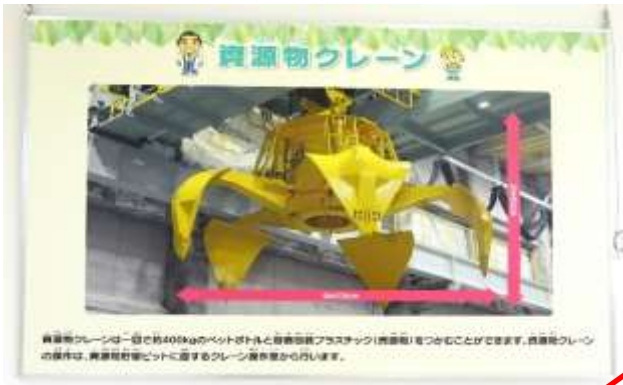 資源物クレーン
資源物クレーンは一回で約400kgのペットボトルと容器包装プラスチック(資源物)をつかむことができます。資源物クレーン
の操作は、資源物貯留ピットに面するクレーン操作室から行います。